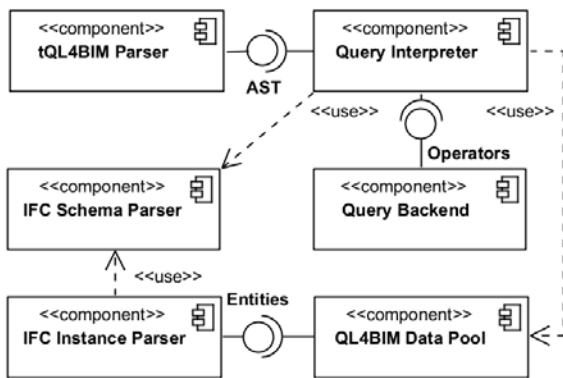 <<component>>
tQL4BIM Parser
AST
<<component>>
Query Interpreter
<<use>>
<<use>>
Operators
<<component>>
IFC Schema Parser
<<component>>
Query Backend
<<use>>
Entities
<<component>>
IFC Instance Parser
<<component>>
QL4BIM Data Pool